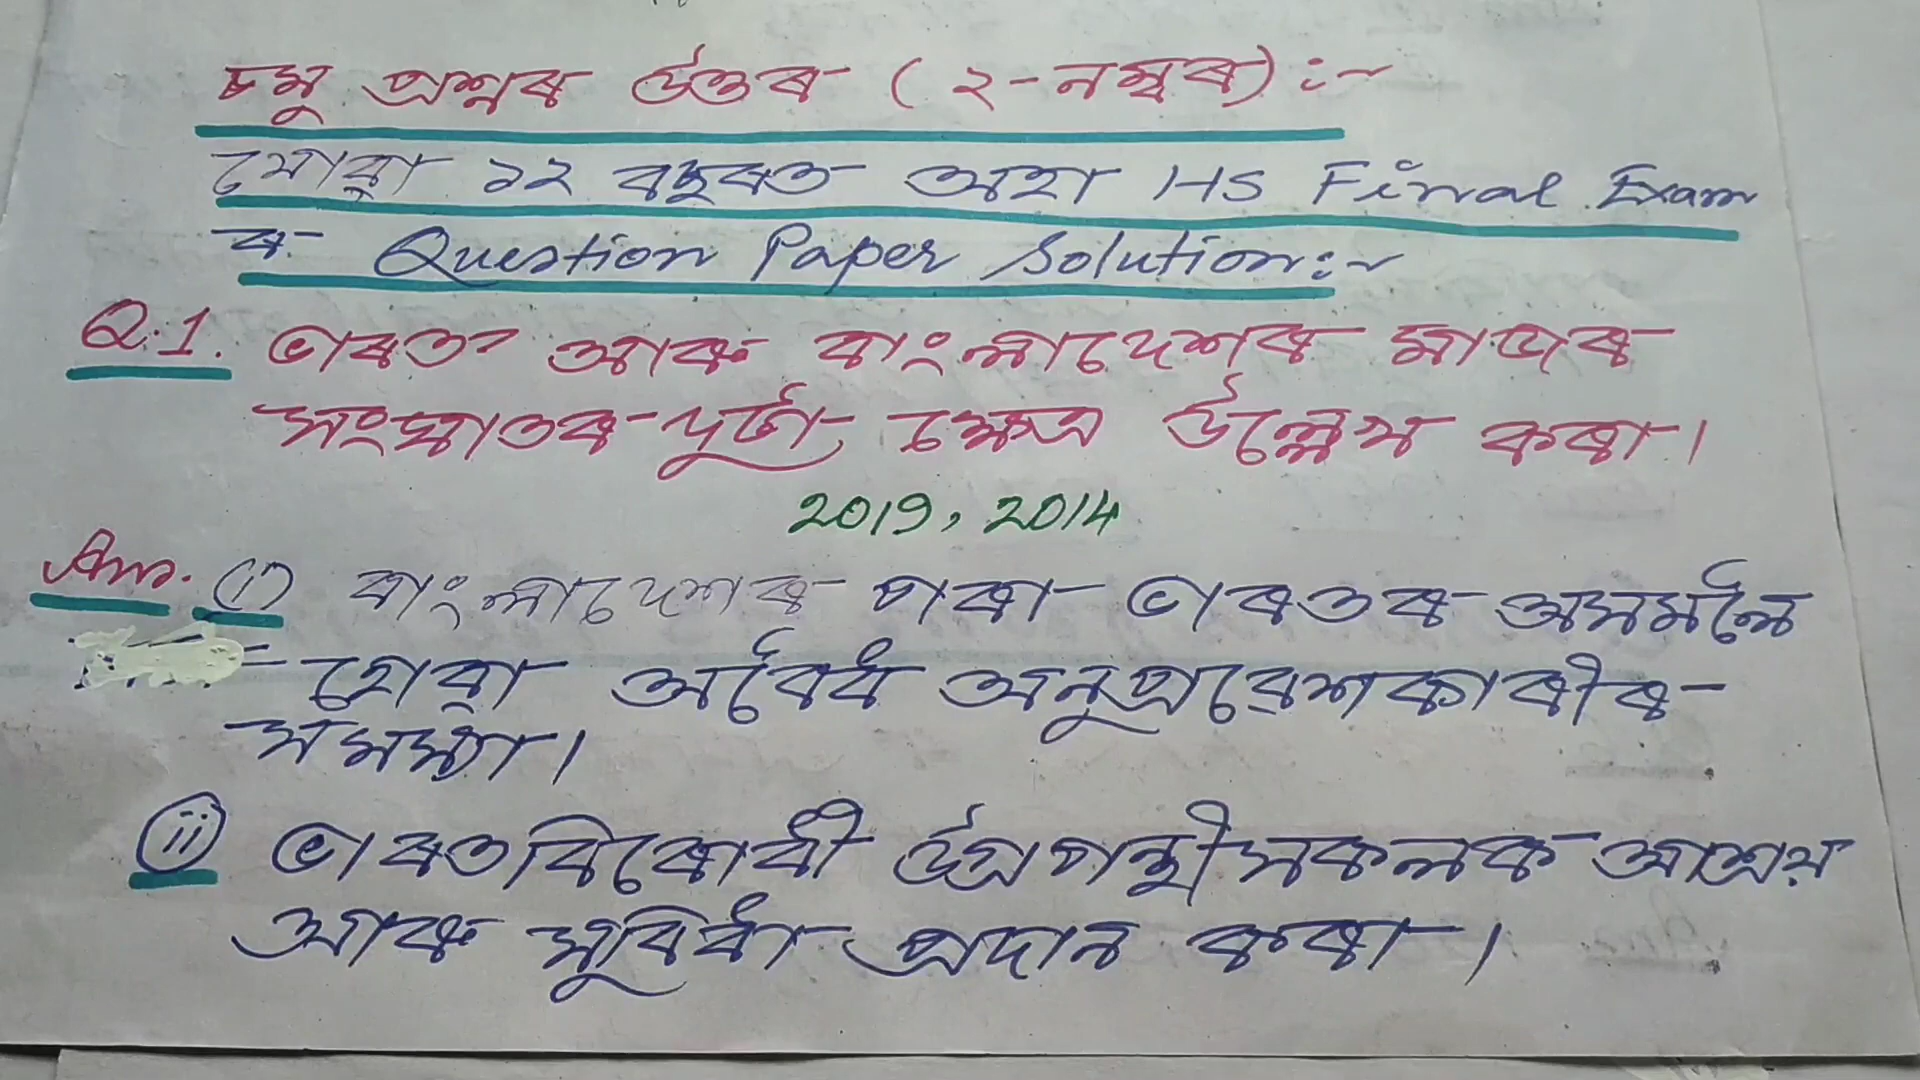 চমু প্ৰশ্নৰ উত্তৰ (২-নম্বৰ):-
যোৱা ১২ বছৰত অহা HS Final Exam
ৰ Question Paper Solution:-
Q.1. ভাৰত আৰু বাংলাদেশৰ মাজৰ
সংঘাতৰ দুটা ক্ষেত্ৰ উল্লেখ কৰা।
2019, 2014
Ans. (i) বাংলাদেশৰ পৰা ভাৰতৰ অসমলৈ
হোৱা অবৈধ অনুপ্ৰৱেশকাৰীৰ
সমস্যা।
(ii) ভাৰতবিৰোধী উগ্ৰপন্থীসকলক আশ্ৰয়
আৰু সুবিধা প্ৰদান কৰা।